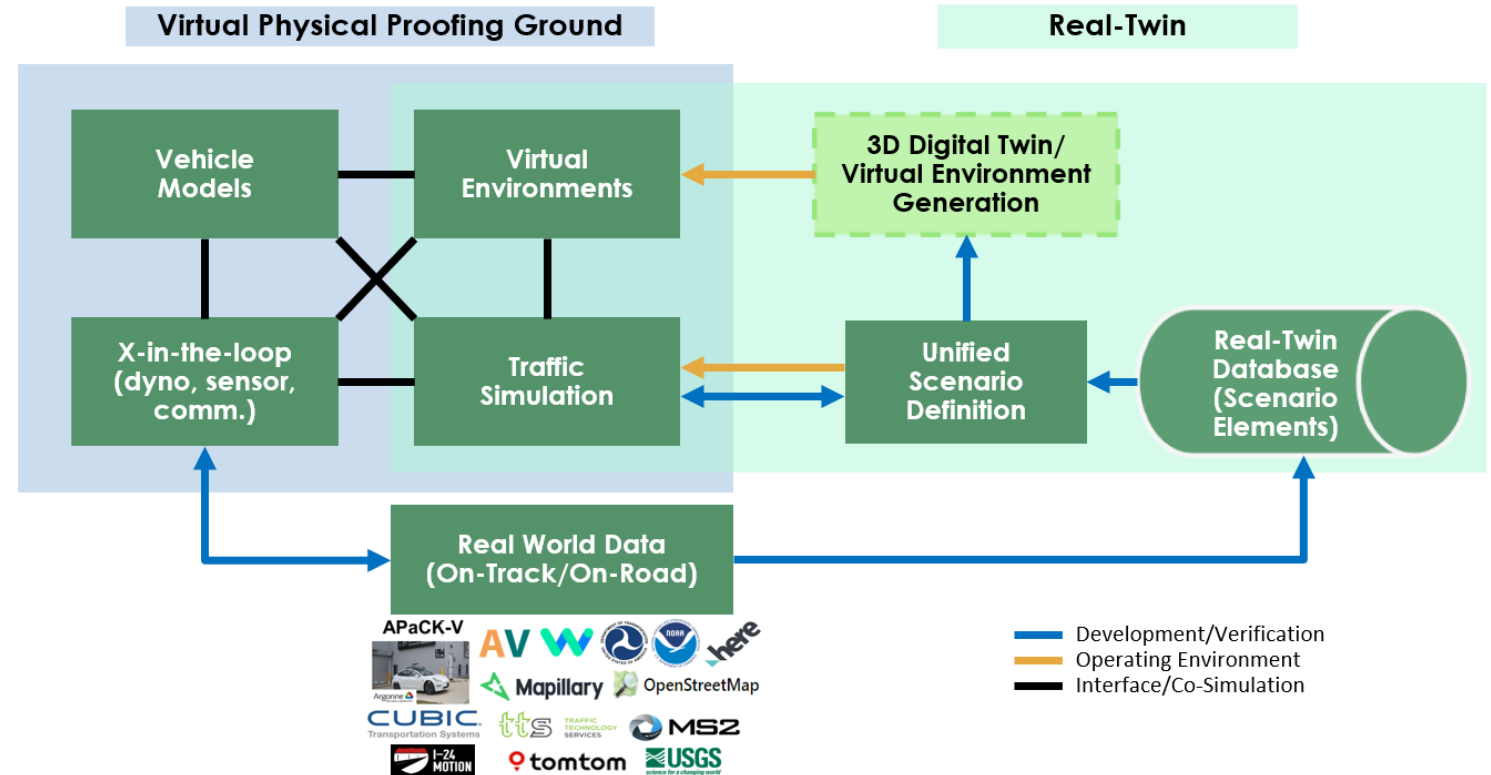 Virtual Physical Proofing Ground
Real-Twin
Vehicle
Models
Virtual
Environments
3D Digital Twin/
Virtual Environment
Generation
X-in-the-loop
(dyno, sensor,
comm.)
Traffic
Simulation
Unified
Scenario
Definition
Real-Twin
Database
(Scenario
Elements)
Real World Data
(On-Track/On-Road)
APaCK-V
Argonne
AV
NOAA
here
Mapillary
OpenStreetMap
CUBIC
Transportation Systems
tts
TRAFFIC
TECHNOLOGY
SERVICES
MS2
I-24
MOTION
tomtom
USGS
science for a changing world
Development/Verification
Operating Environment
Interface/Co-Simulation